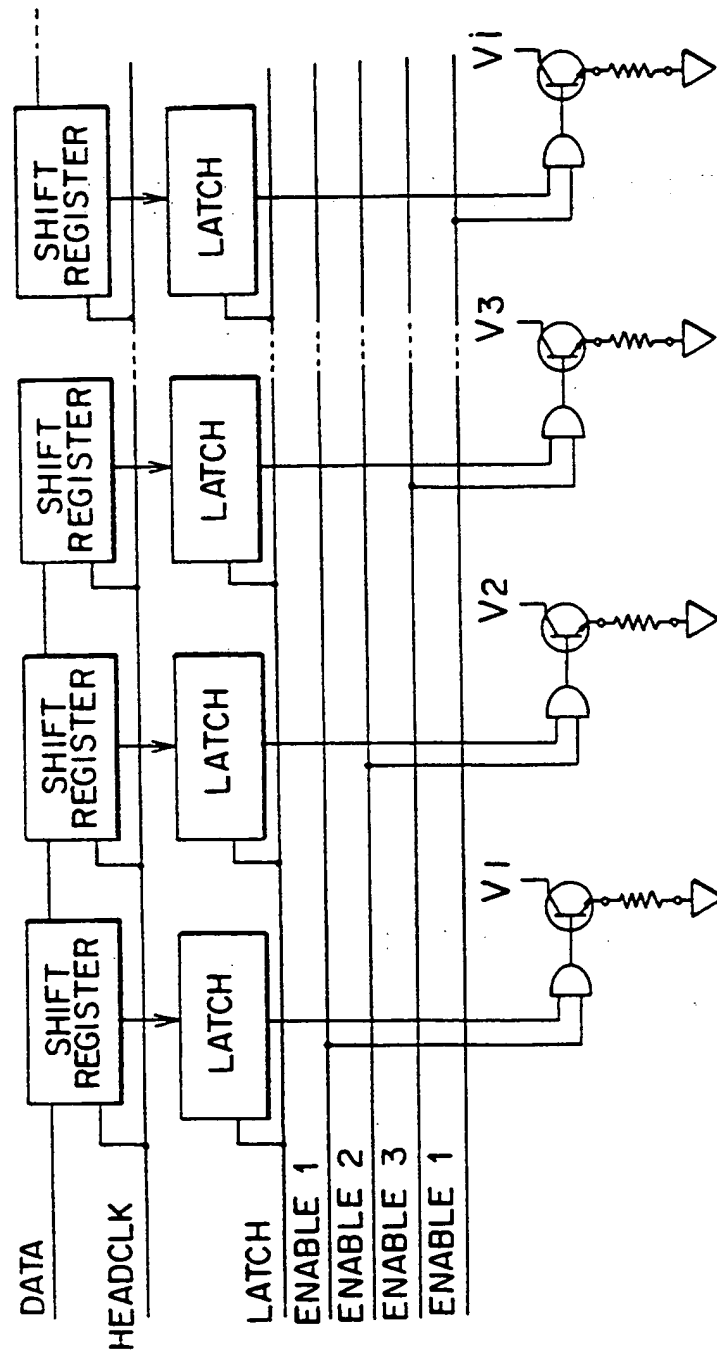 DATA
SHIFT
REGISTER
SHIFT
REGISTER
SHIFT
REGISTER
SHIFT
REGISTER
HEADCLK
LATCH
LATCH
LATCH
LATCH
LATCH
ENABLE 1
ENABLE 2
ENABLE 3
ENABLE 1
V1
V2
V3
Vi